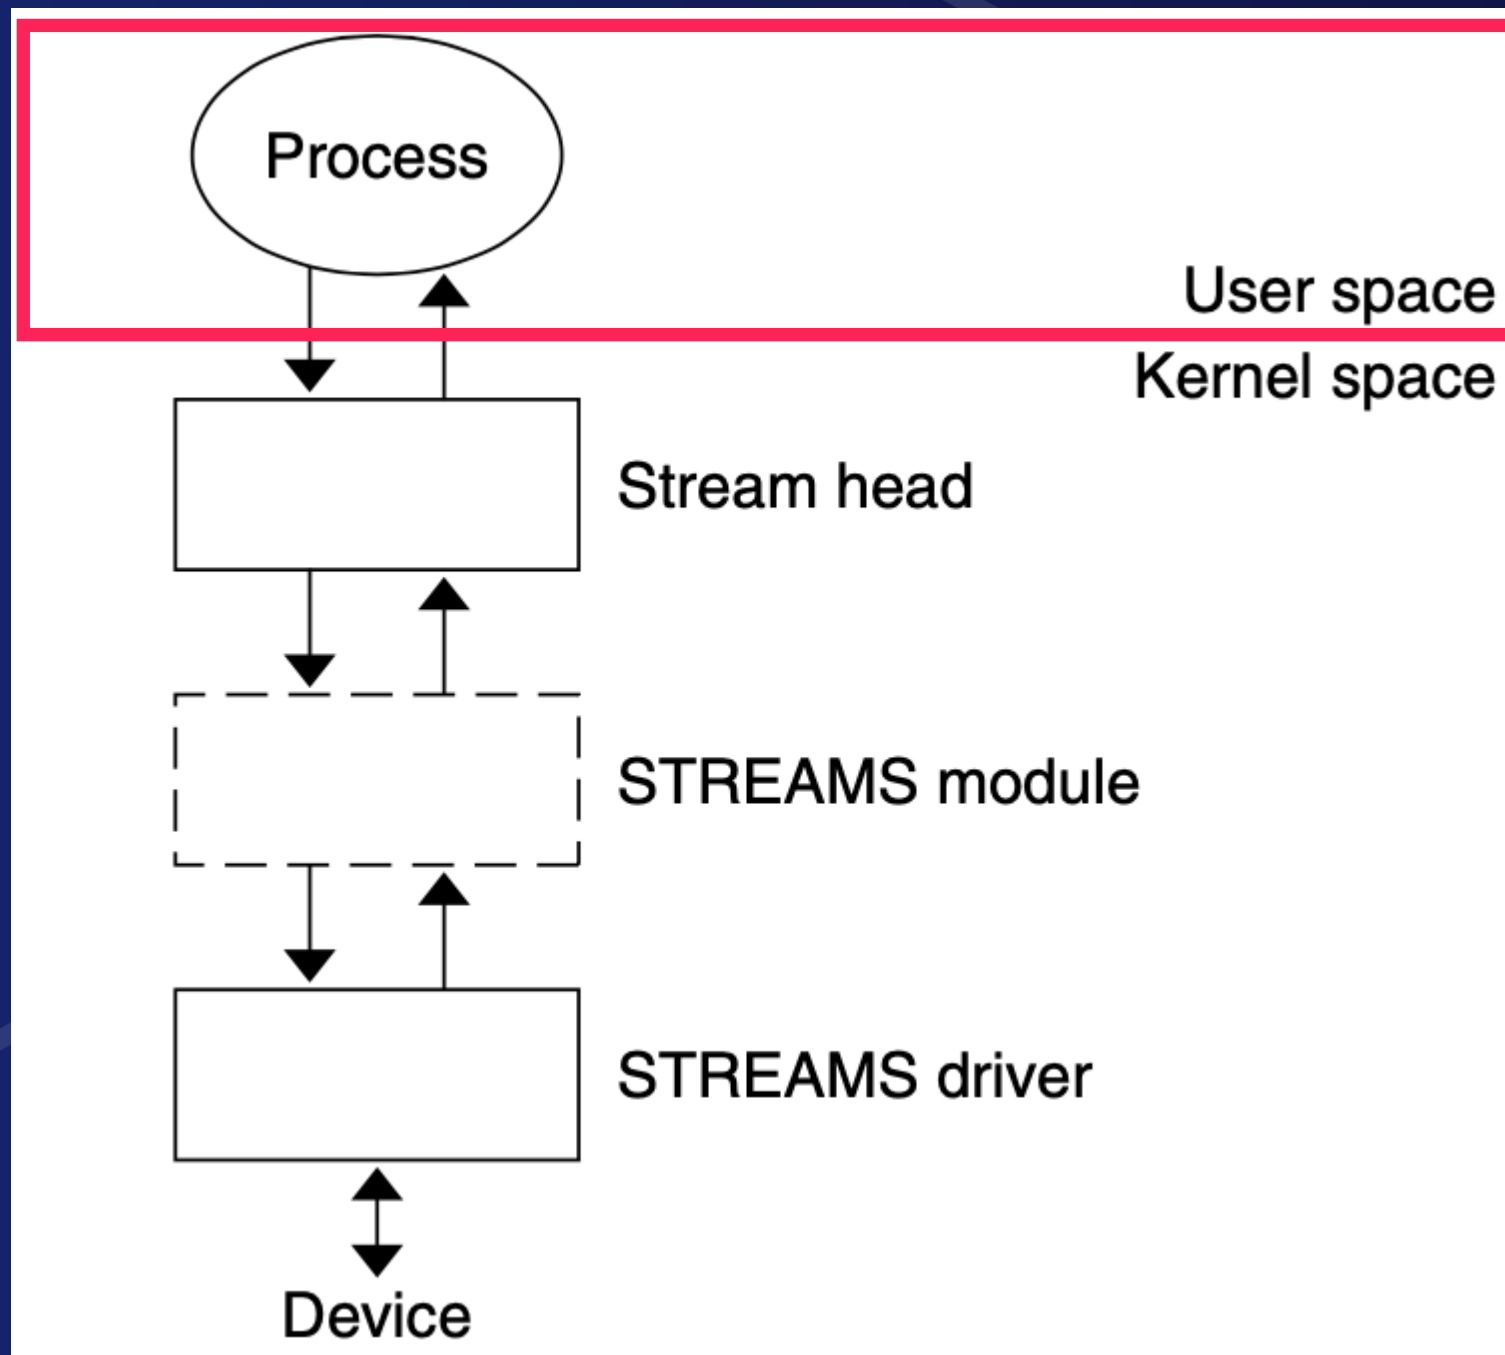 Process
User space
Kernel space
Stream head
STREAMS module
STREAMS driver
Device